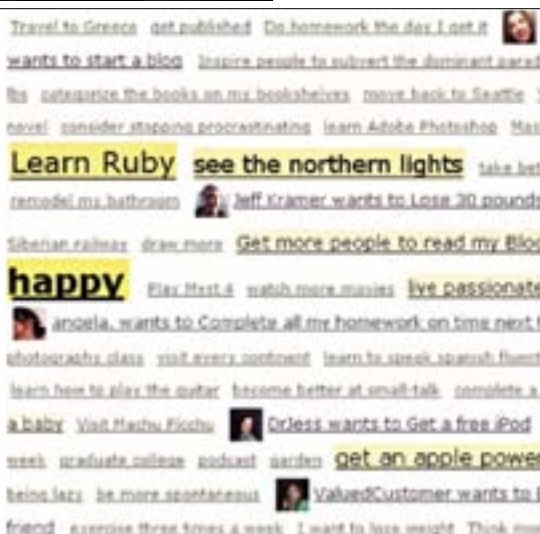 Travel to Greece get published Do homework the day I get it
wants to start a blog Inspire people to subvert the dominant parad
lbs categorize the books on my bookshelves move back to Seattle
novel consider stopping procrastinating learn Adobe Photoshop Mas
Learn Ruby see the northern lights take bet
remodel my bathroom Jeff Kramer wants to Lose 30 pounds
Siberian railway draw more Get more people to read my Blog
happy Play Myst 4 watch more movies live passionate
angela. wants to Complete all my homework on time next t
photography class visit every continent learn to speak spanish fluent
learn how to play the guitar become better at small-talk complete a
a baby Visit Machu Picchu DrJess wants to Get a free iPod
week graduate college podcast garden get an apple power
being lazy be more spontaneous ValuedCustomer wants to
friend exercise three times a week I want to lose weight Think mor